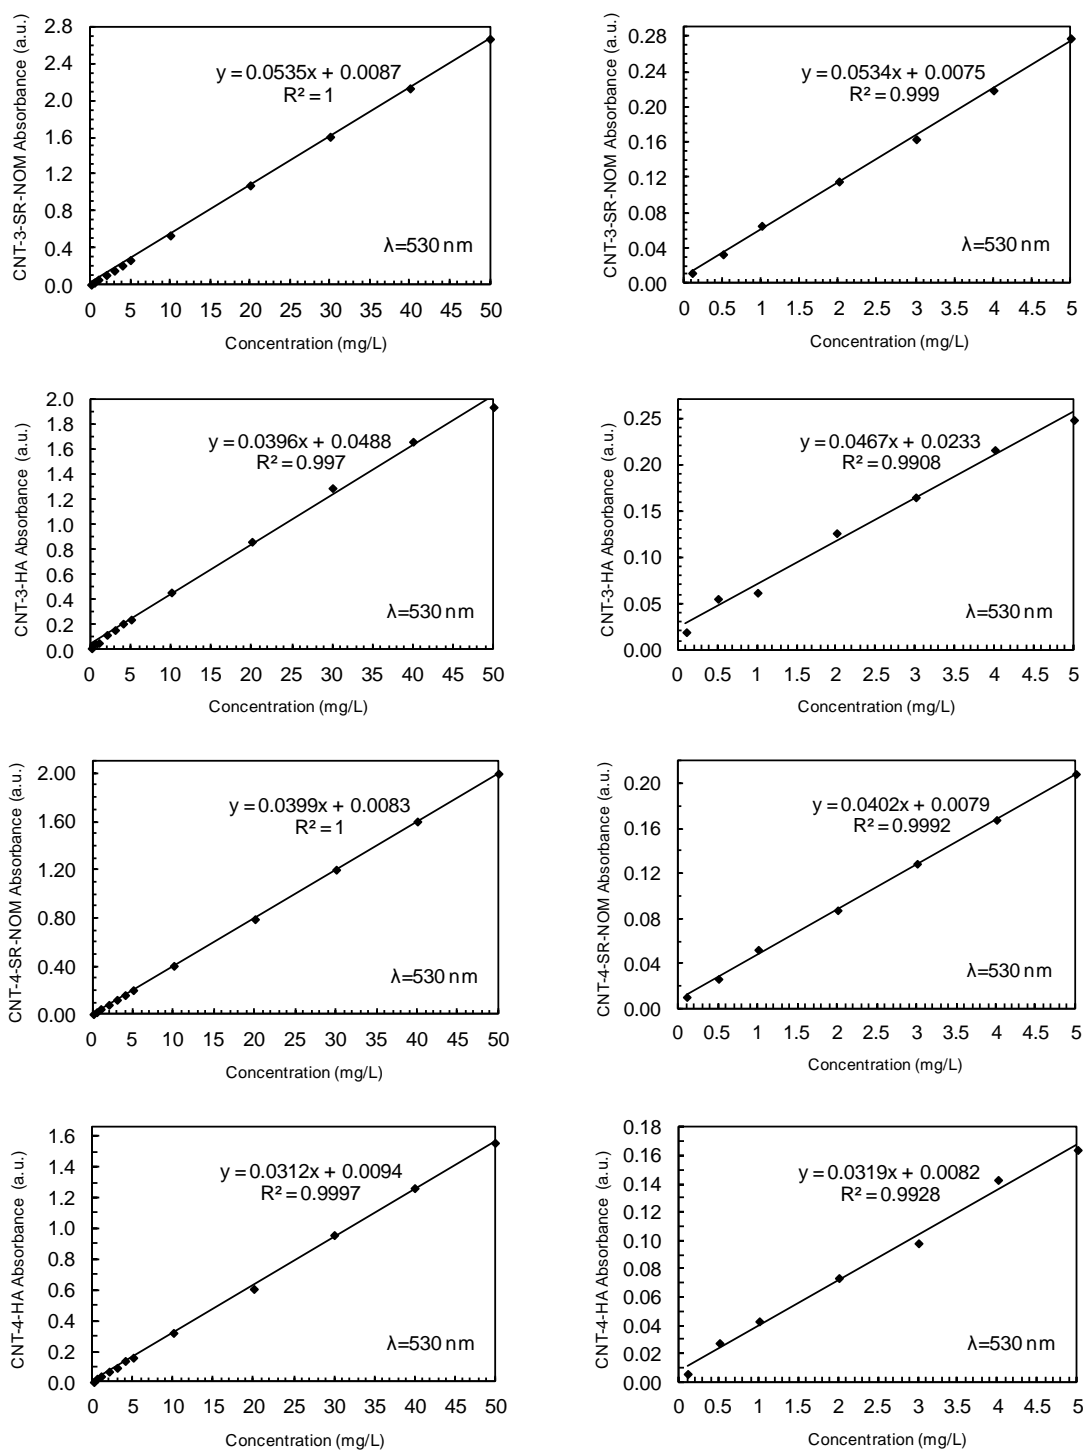 CNT-3-SR-NOM Absorbance (a.u.)
2.8
2.4
2.0
1.6
1.2
0.8
0.4
0.0
y = 0.0535x + 0.0087
R² = 1
λ=530 nm
0 5 10 15 20 25 30 35 40 45 50
Concentration (mg/L)
CNT-3-SR-NOM Absorbance (a.u.)
0.28
0.24
0.20
0.16
0.12
0.08
0.04
0.00
y = 0.0534x + 0.0075
R² = 0.999
λ=530 nm
0 0.5 1 1.5 2 2.5 3 3.5 4 4.5 5
Concentration (mg/L)
CNT-3-HA Absorbance (a.u.)
2.0
1.8
1.6
1.4
1.2
1.0
0.8
0.6
0.4
0.2
0.0
y = 0.0396x + 0.0488
R² = 0.997
λ=530 nm
0 5 10 15 20 25 30 35 40 45 50
Concentration (mg/L)
CNT-3-HA Absorbance (a.u.)
0.25
0.20
0.15
0.10
0.05
0.00
y = 0.0467x + 0.0233
R² = 0.9908
λ=530 nm
0 0.5 1 1.5 2 2.5 3 3.5 4 4.5 5
Concentration (mg/L)
CNT-4-SR-NOM Absorbance (a.u.)
2.00
1.60
1.20
0.80
0.40
0.00
y = 0.0399x + 0.0083
R² = 1
λ=530 nm
0 5 10 15 20 25 30 35 40 45 50
Concentration (mg/L)
CNT-4-SR-NOM Absorbance (a.u.)
0.20
0.16
0.12
0.08
0.04
0.00
y = 0.0402x + 0.0079
R² = 0.9992
λ=530 nm
0 0.5 1 1.5 2 2.5 3 3.5 4 4.5 5
Concentration (mg/L)
CNT-4-HA Absorbance (a.u.)
1.6
1.4
1.2
1.0
0.8
0.6
0.4
0.2
0.0
y = 0.0312x + 0.0094
R² = 0.9997
λ=530 nm
0 5 10 15 20 25 30 35 40 45 50
Concentration (mg/L)
CNT-4-HA Absorbance (a.u.)
0.18
0.16
0.14
0.12
0.10
0.08
0.06
0.04
0.02
0.00
y = 0.0319x + 0.0082
R² = 0.9928
λ=530 nm
0 0.5 1 1.5 2 2.5 3 3.5 4 4.5 5
Concentration (mg/L)